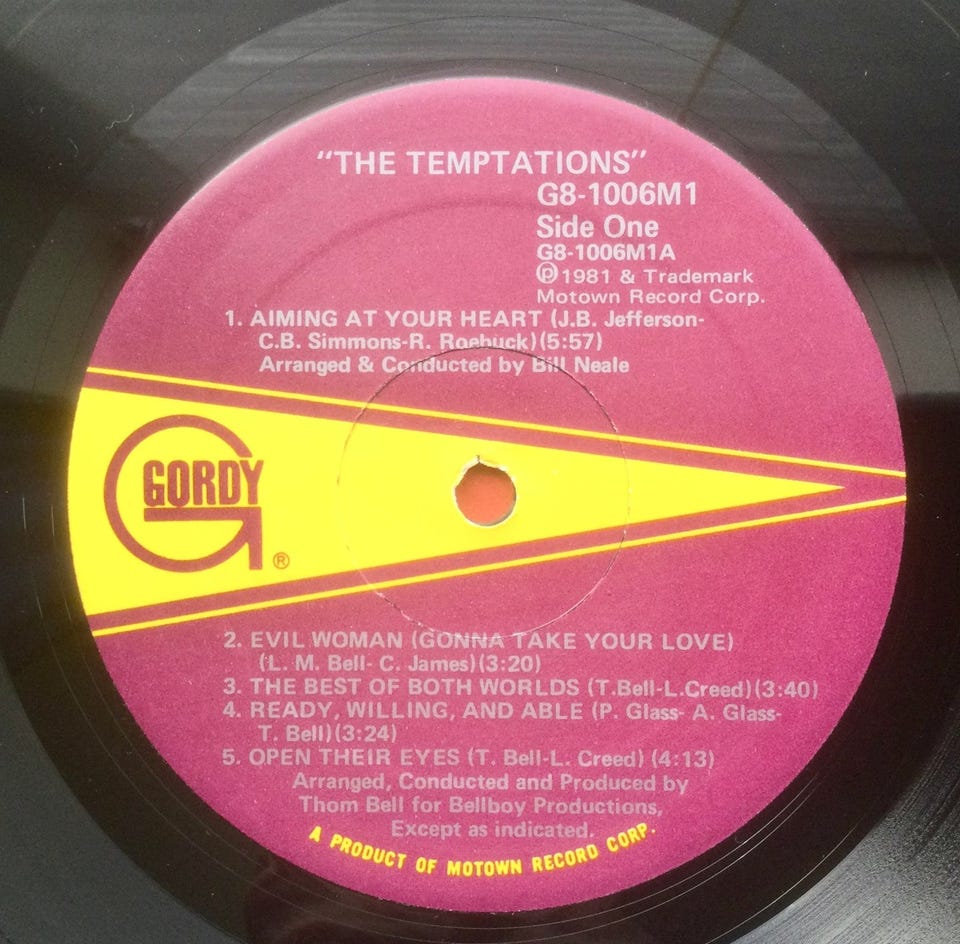 "THE TEMPTATIONS"
G8-1006M1
Side One
G8-1006M1A
℗1981 & Trademark
Motown Record Corp.
1. AIMING AT YOUR HEART (J.B. Jefferson-
C.B. Simmons-R. Roebuck)(5:57)
Arranged & Conducted by Bill Neale
GORDY
®
2. EVIL WOMAN (GONNA TAKE YOUR LOVE)
(L. M. Bell- C. James)(3:20)
3. THE BEST OF BOTH WORLDS (T.Bell-L.Creed)(3:40)
4. READY, WILLING, AND ABLE (P. Glass- A. Glass-
T. Bell)(3:24)
5. OPEN THEIR EYES (T. Bell-L. Creed) (4:13)
Arranged, Conducted and Produced by
Thom Bell for Bellboy Productions,
Except as indicated.
A PRODUCT OF MOTOWN RECORD CORP.